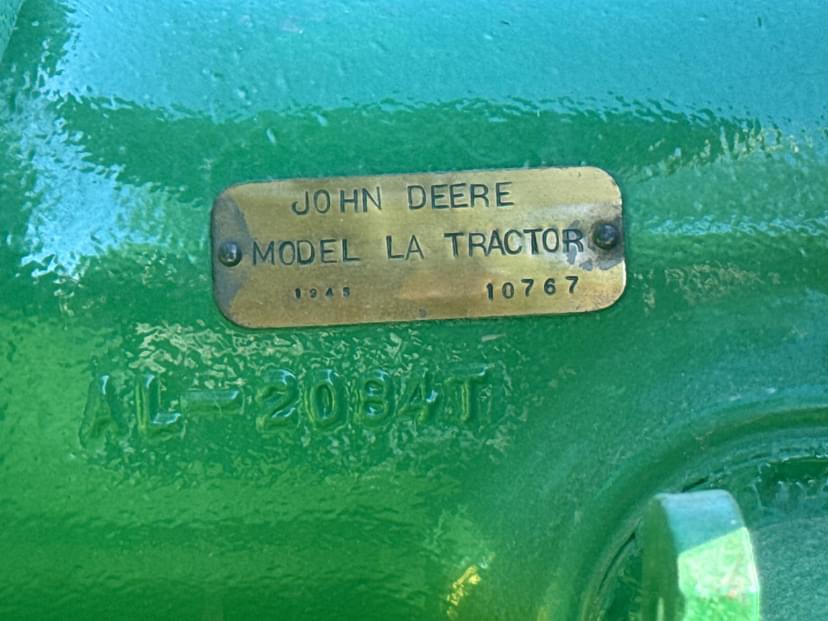 JOHN DEERE
MODEL LA TRACTOR
1945 10767
AL-2084T